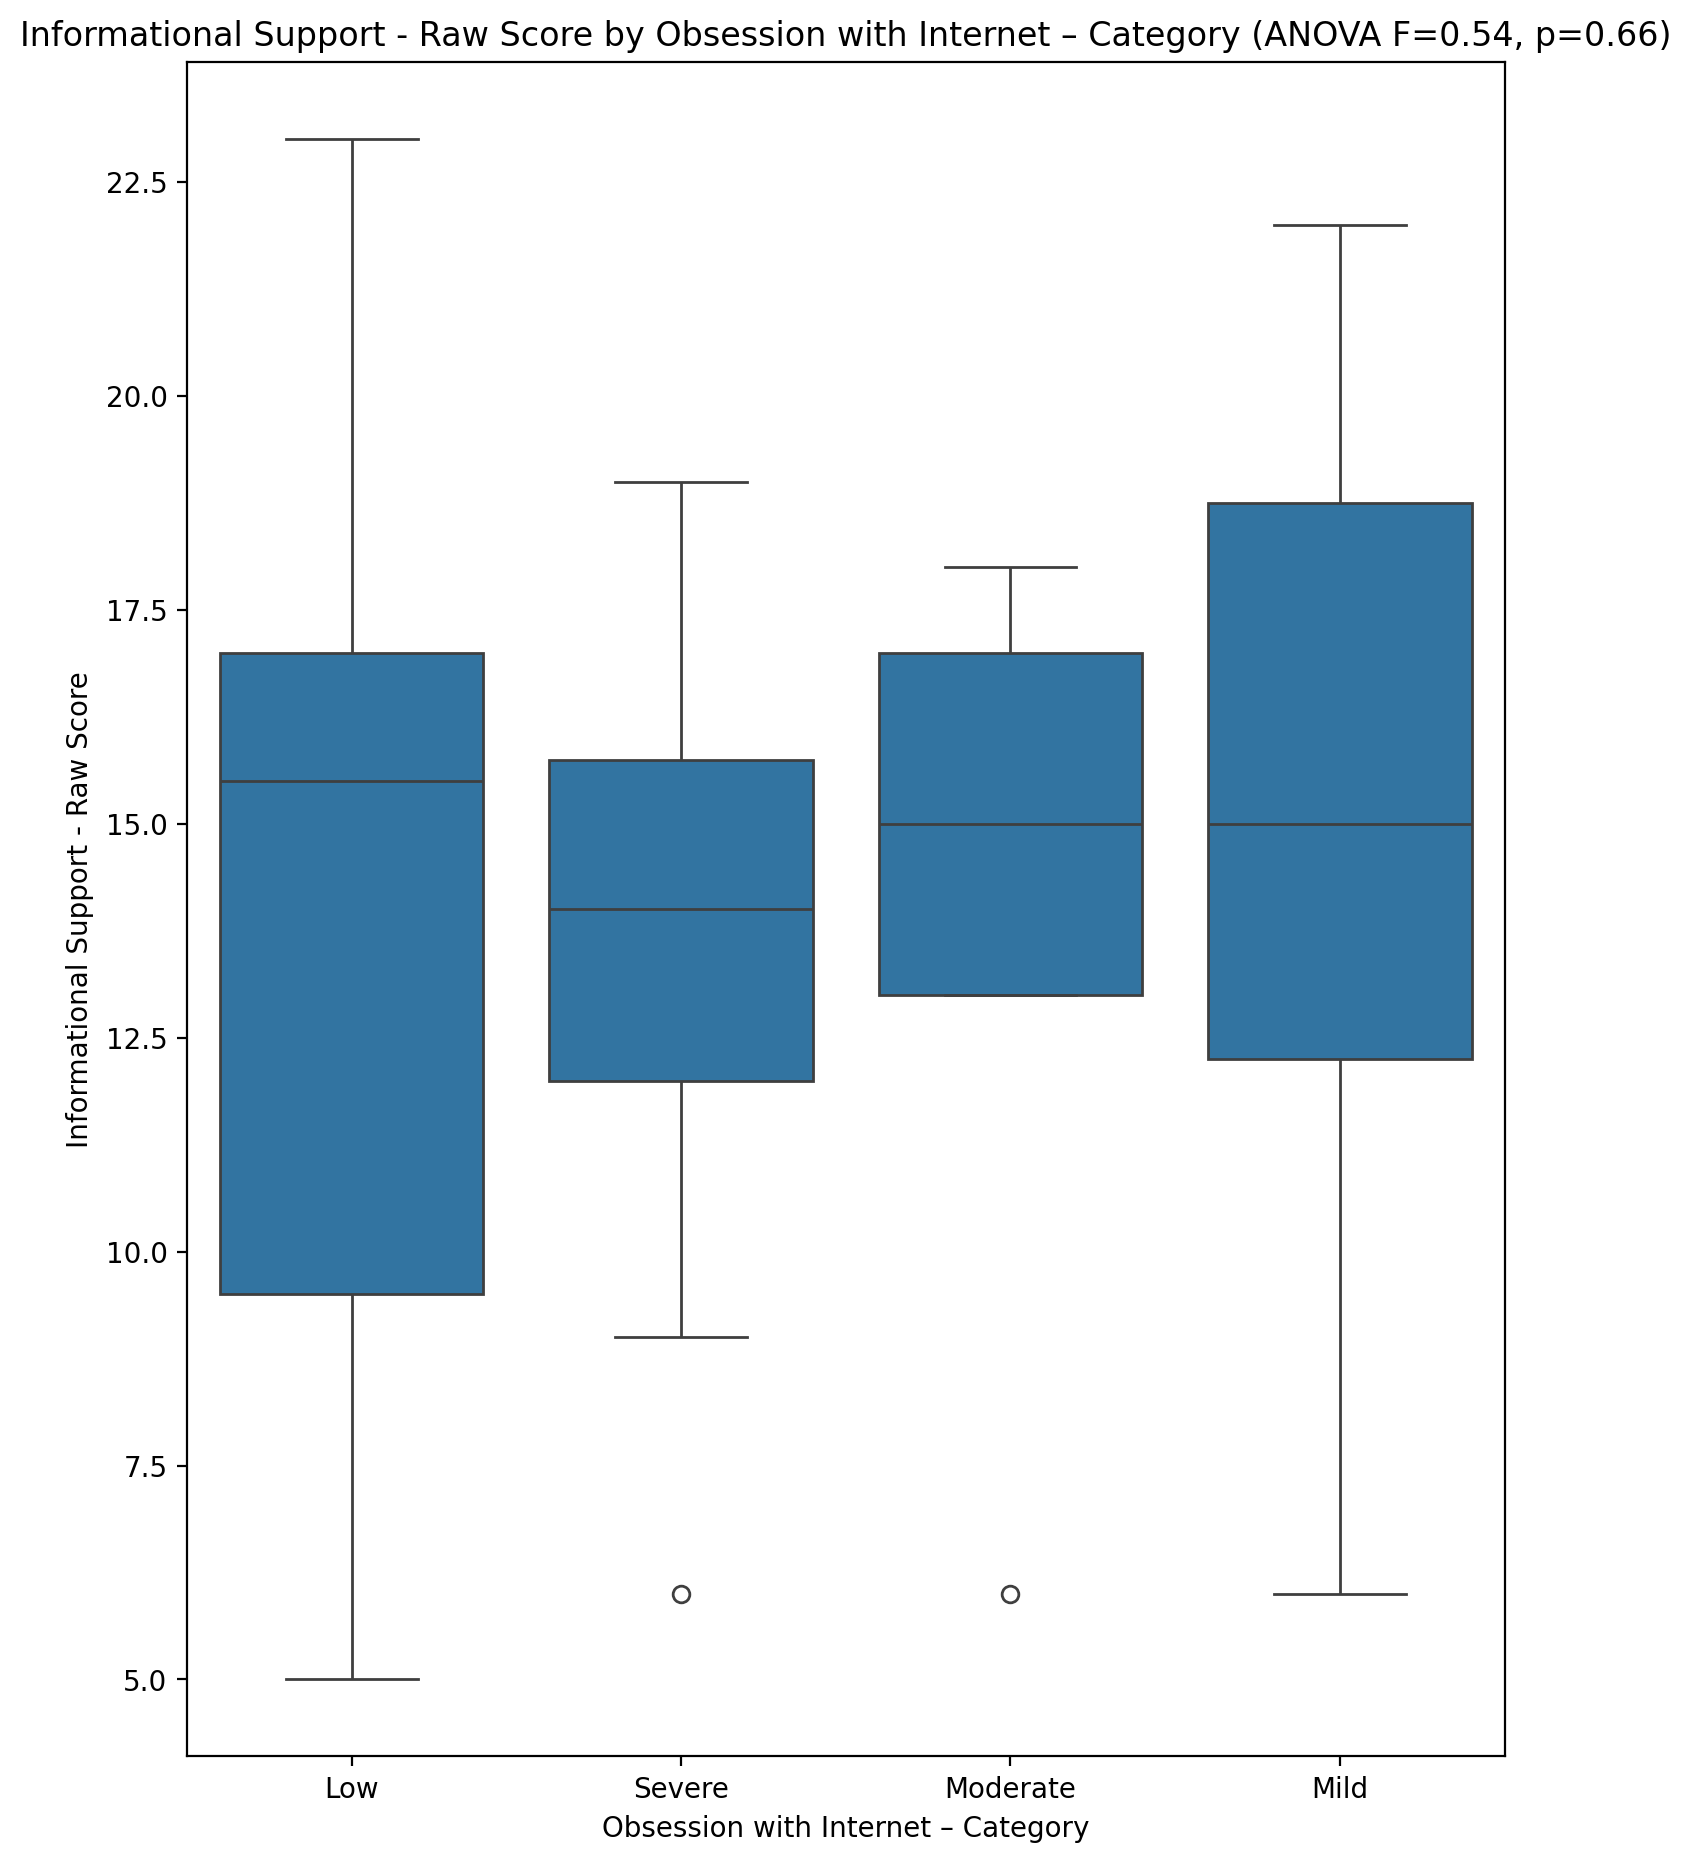 Informational Support - Raw Score by Obsession with Internet – Category (ANOVA F=0.54, p=0.66)
Informational Support - Raw Score
22.5
20.0
17.5
15.0
12.5
10.0
7.5
5.0
Low Severe Moderate Mild
Obsession with Internet – Category